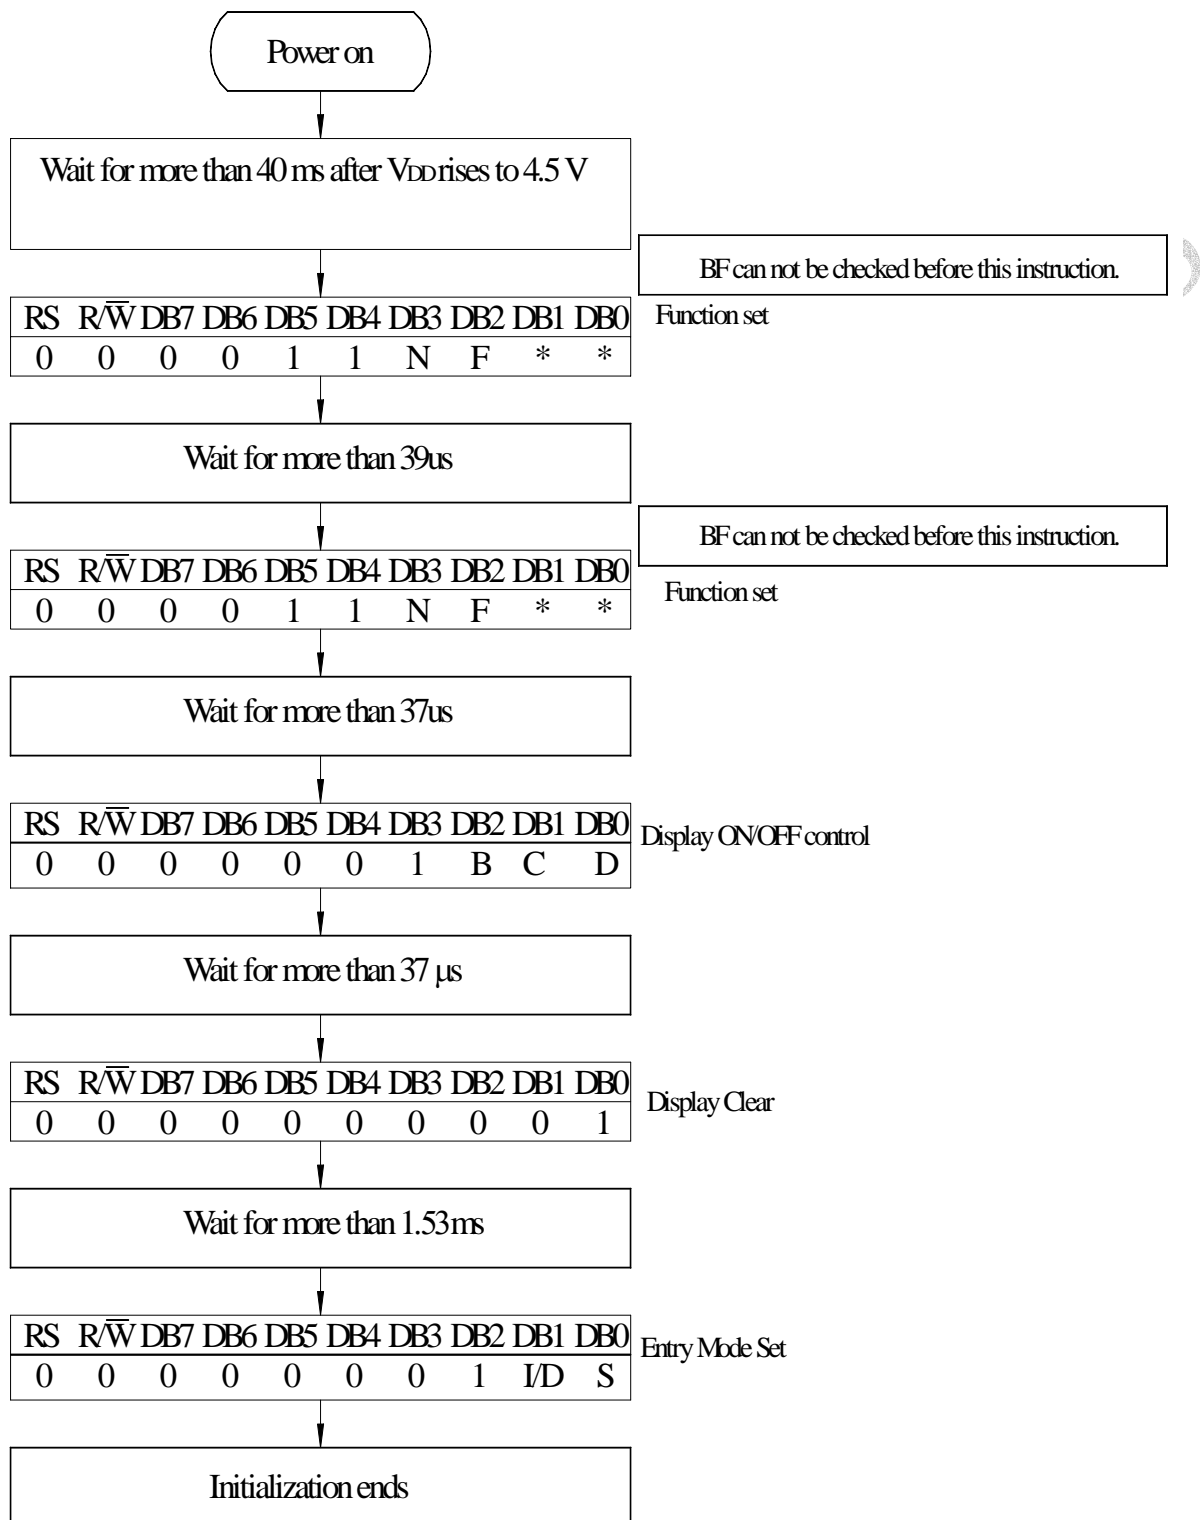 Power on
Wait for more than 40 ms after VDD rises to 4.5 V
BF can not be checked before this instruction.
RS R/W̅ DB7 DB6 DB5 DB4 DB3 DB2 DB1 DB0
Function set
0 0 0 0 1 1 N F * *
Wait for more than 39us
BF can not be checked before this instruction.
RS R/W̅ DB7 DB6 DB5 DB4 DB3 DB2 DB1 DB0
Function set
0 0 0 0 1 1 N F * *
Wait for more than 37us
RS R/W̅ DB7 DB6 DB5 DB4 DB3 DB2 DB1 DB0
Display ON/OFF control
0 0 0 0 0 0 1 B C D
Wait for more than 37 μs
RS R/W̅ DB7 DB6 DB5 DB4 DB3 DB2 DB1 DB0
Display Clear
0 0 0 0 0 0 0 0 0 1
Wait for more than 1.53ms
RS R/W̅ DB7 DB6 DB5 DB4 DB3 DB2 DB1 DB0
Entry Mode Set
0 0 0 0 0 0 0 1 I/D S
Initialization ends